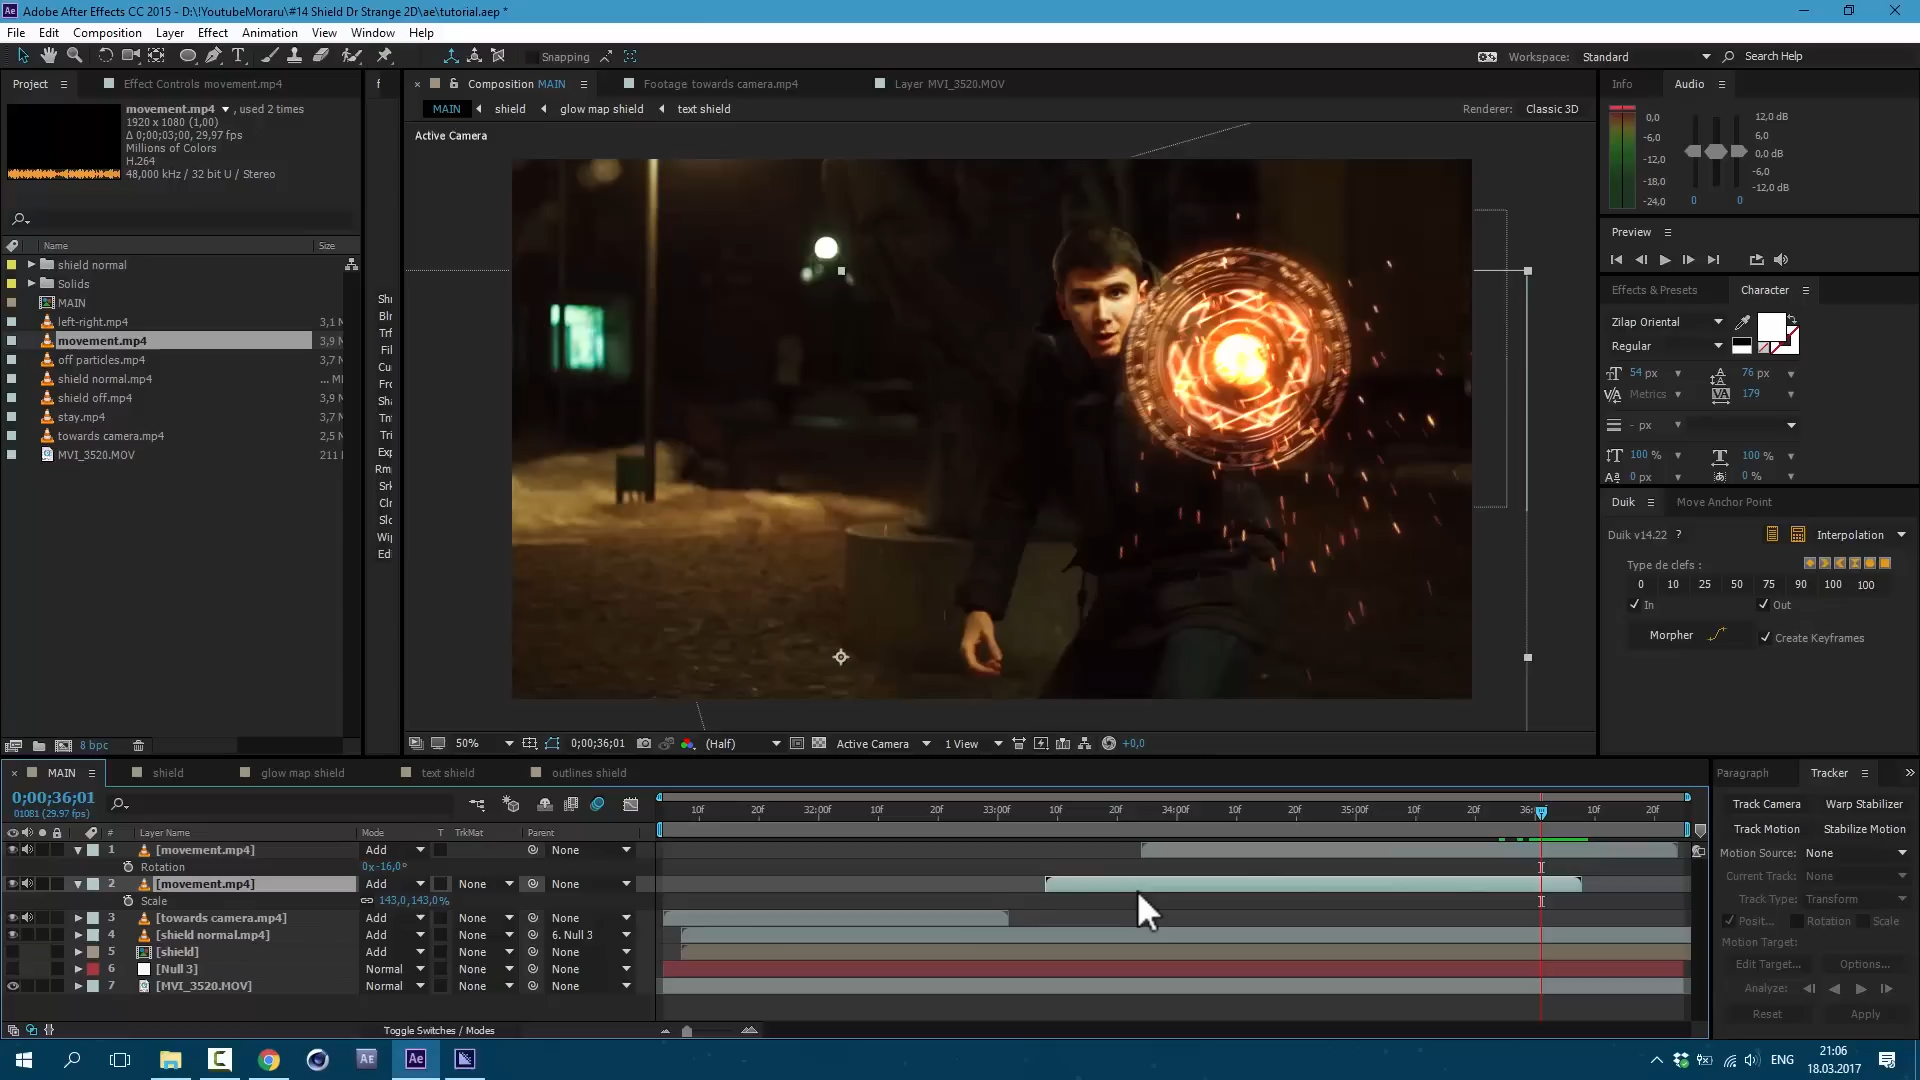 Adobe After Effects CC 2015 - D:\!YoutubeMoraru\#14 Shield Dr Strange 2D\ae\tutorial.aep *
File Edit Composition Layer Effect Animation View Window Help
Snapping
Workspace: Standard Search Help
Project Effect Controls movement.mp4
movement.mp4 , used 2 times
1920 x 1080 (1,00)
Δ 0;00;03;00, 29,97 fps
Millions of Colors
H.264
48,000 kHz / 32 bit U / Stereo
Name Size
shield normal
Solids
MAIN
left-right.mp4 3,1 M
movement.mp4 3,9 M
off particles.mp4 3,7 M
shield normal.mp4 ... MI
shield off.mp4 3,9 M
stay.mp4 3,7 M
towards camera.mp4 2,5 M
MVI_3520.MOV 211
8 bpc
f
Shr
Blr
Trf
Fil
Cu
Fro
Sha
Tnt
Tri
Exp
Rm
Srk
Clr
Slo
Wi
Edi
Composition MAIN Footage towards camera.mp4 Layer MVI_3520.MOV
MAIN shield glow map shield text shield Renderer: Classic 3D
Active Camera
50% 0;00;36;01 (Half) Active Camera 1 View +0,0
Info Audio
0,0
-6,0
-12,0
-18,0
-24,0
12,0 dB
6,0
0,0 dB
-6,0
-12,0 dB
0 0
Preview
Effects & Presets Character
Zilap Oriental
Regular
54 px 76 px
Metrics 179
- px
100 % 100 %
0 px 0 %
Duik Move Anchor Point
Duik v14.22 ? Interpolation
Type de clefs :
0 10 25 50 75 90 100 100
In Out
Morpher Create Keyframes
MAIN shield glow map shield text shield outlines shield
0;00;36;01
01081 (29.97 fps)
10f 20f 32:00f 10f 20f 33:00f 10f 20f 34:00f 10f 20f 35:00f 10f 20f 36:0 10f 20f
# Layer Name Mode T TrkMat Parent
1 [movement.mp4] Add None
Rotation 0x-16,0°
2 [movement.mp4] Add None None
Scale 143,0,143,0%
3 [towards camera.mp4] Add None None
4 [shield normal.mp4] Add None 6. Null 3
5 [shield] Add None None
6 [Null 3] Normal None None
7 [MVI_3520.MOV] Normal None None
Toggle Switches / Modes
Paragraph Tracker
Track Camera Warp Stabilizer
Track Motion Stabilize Motion
Motion Source: None
Current Track: None
Track Type: Transform
Posit... Rotation Scale
Motion Target:
Edit Target... Options...
Analyze:
Reset Apply
ENG
21:06
18.03.2017